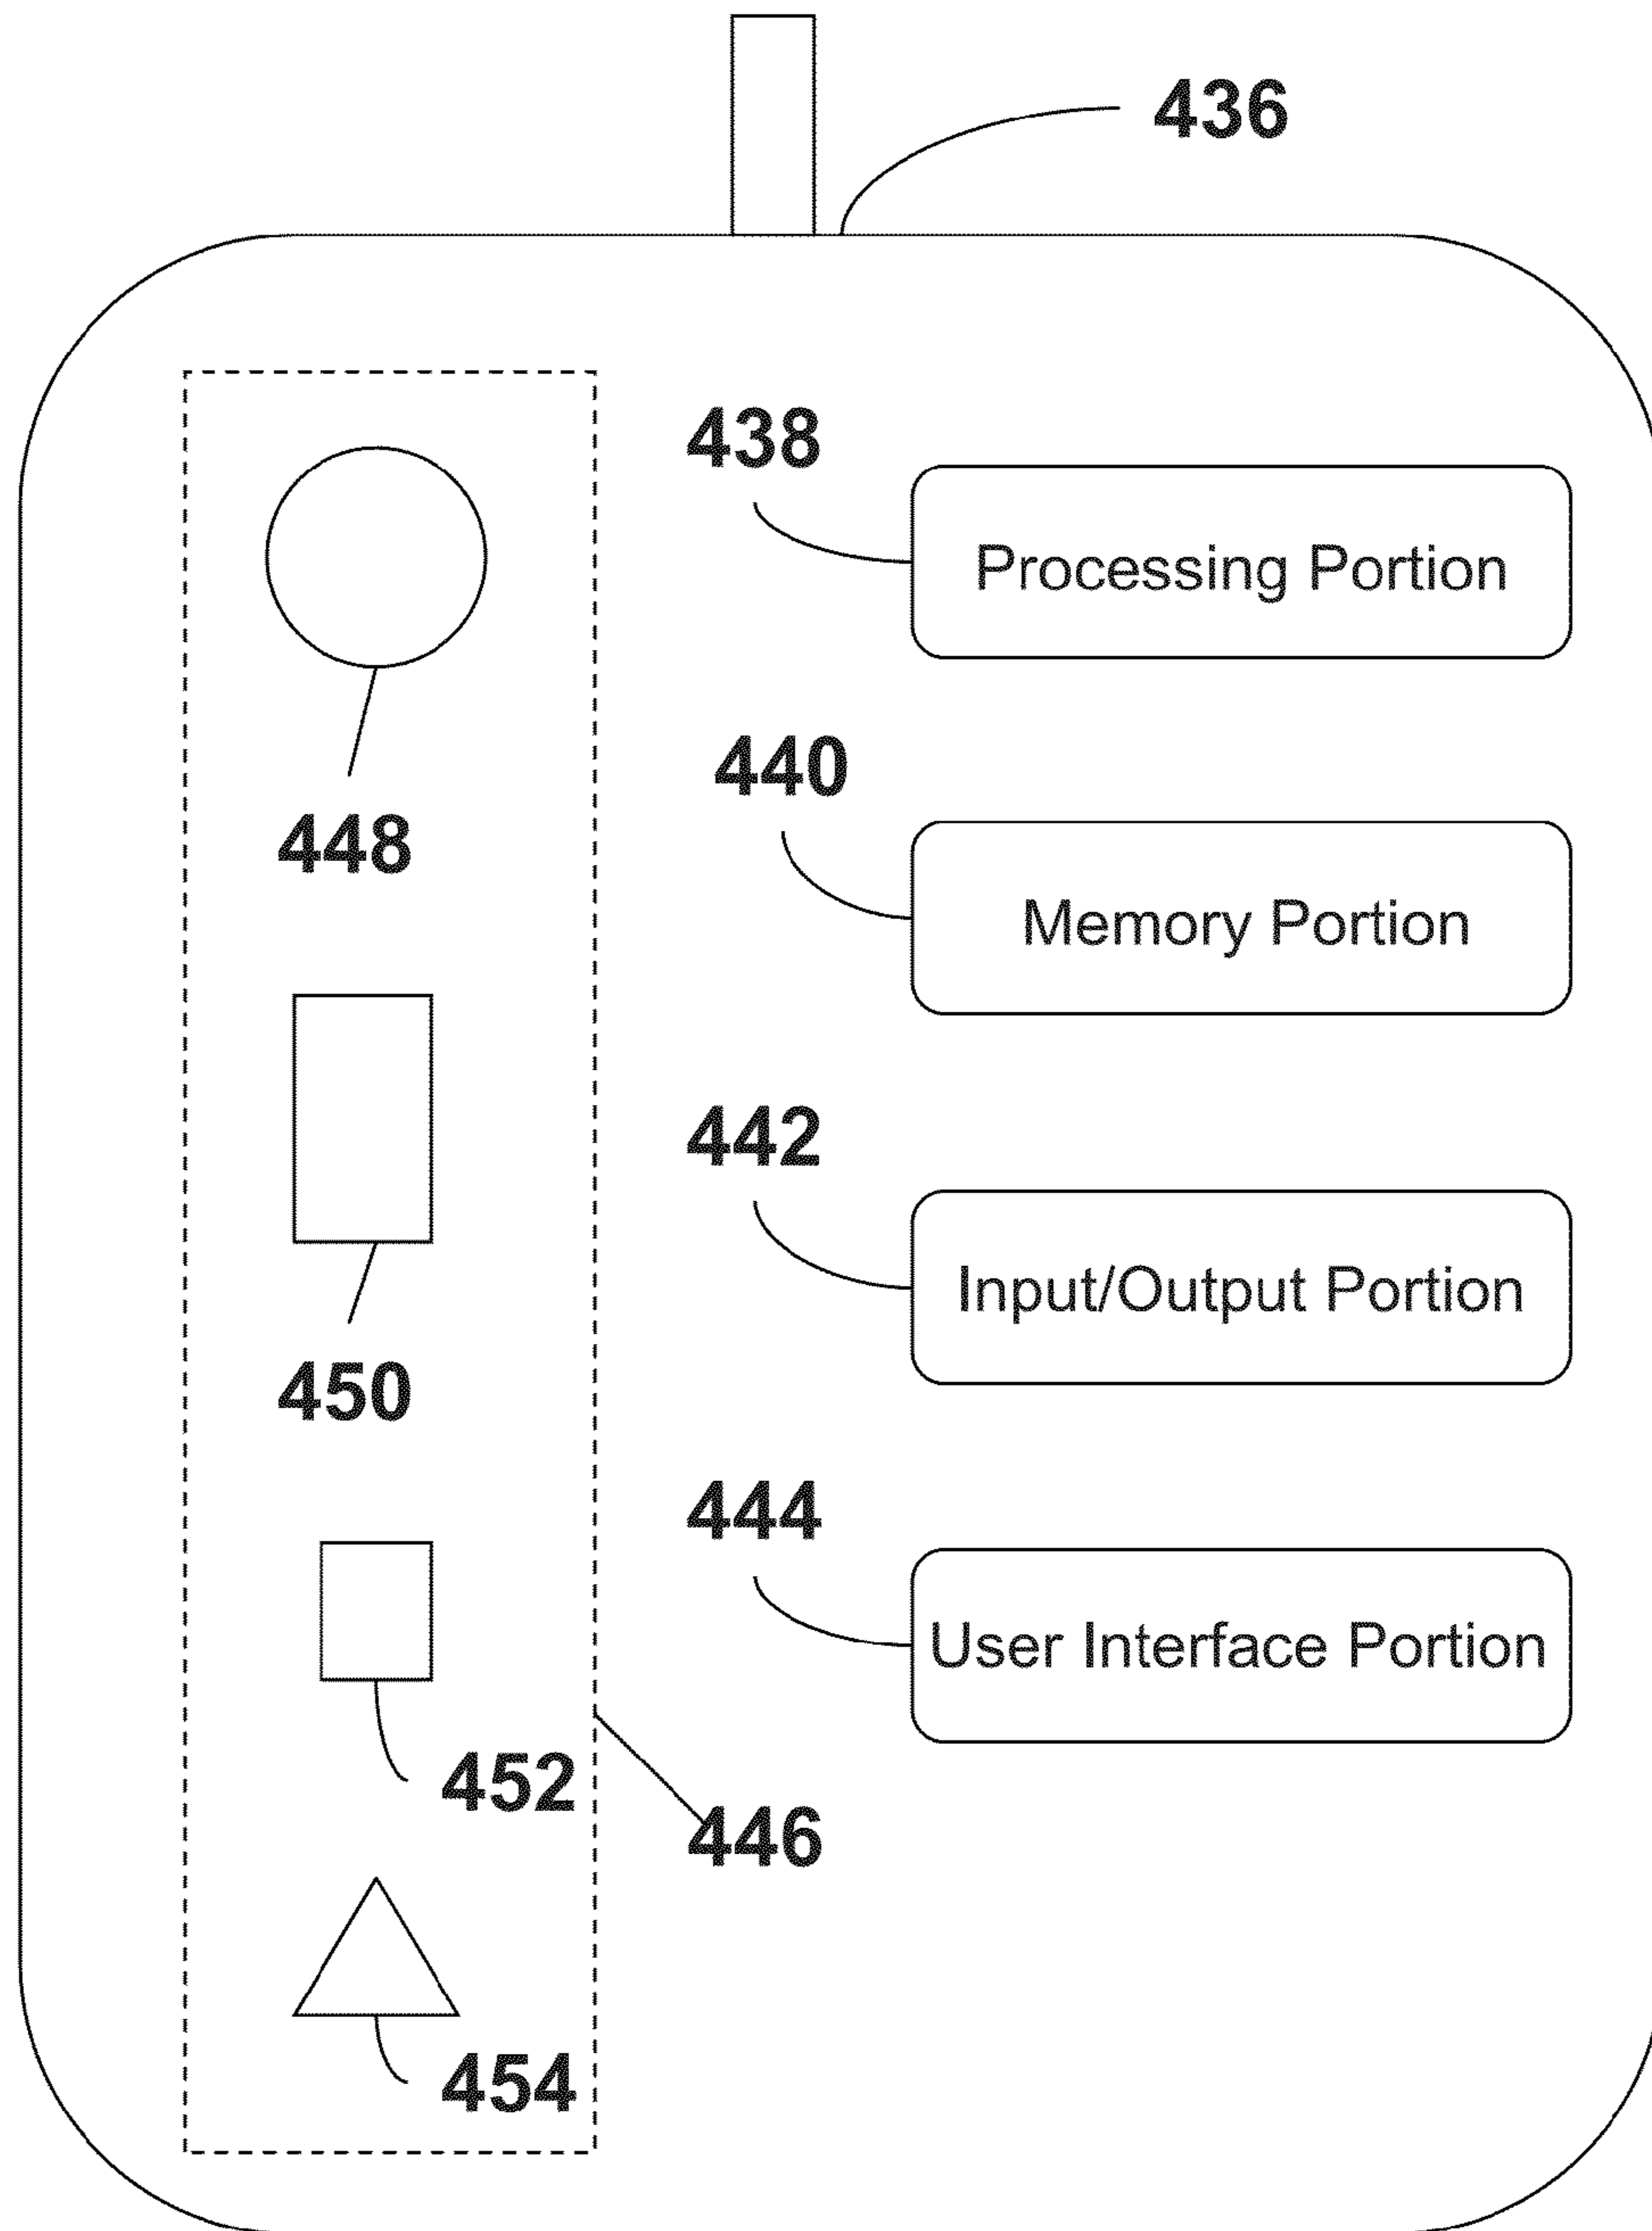 436
438
Processing Portion
448
440
Memory Portion
442
Input/Output Portion
450
444
User Interface Portion
452
446
454